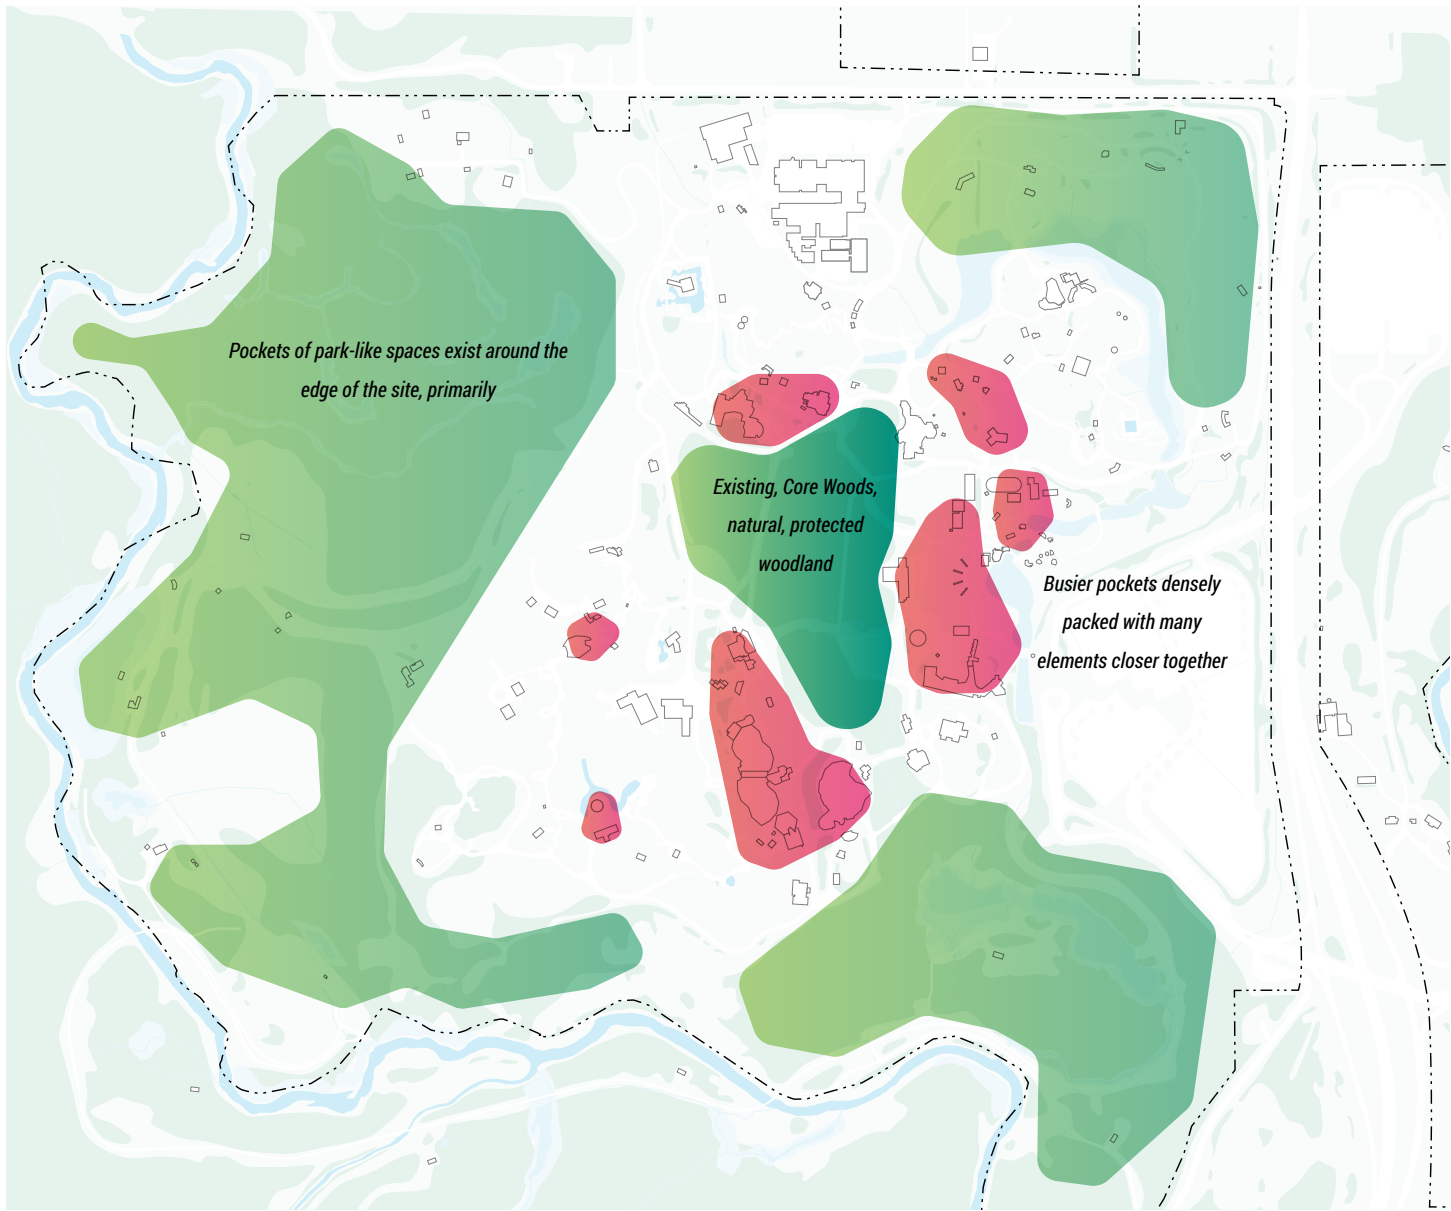 Pockets of park-like spaces exist around the
edge of the site, primarily
Existing, Core Woods,
natural, protected
woodland
Busier pockets densely
packed with many
elements closer together